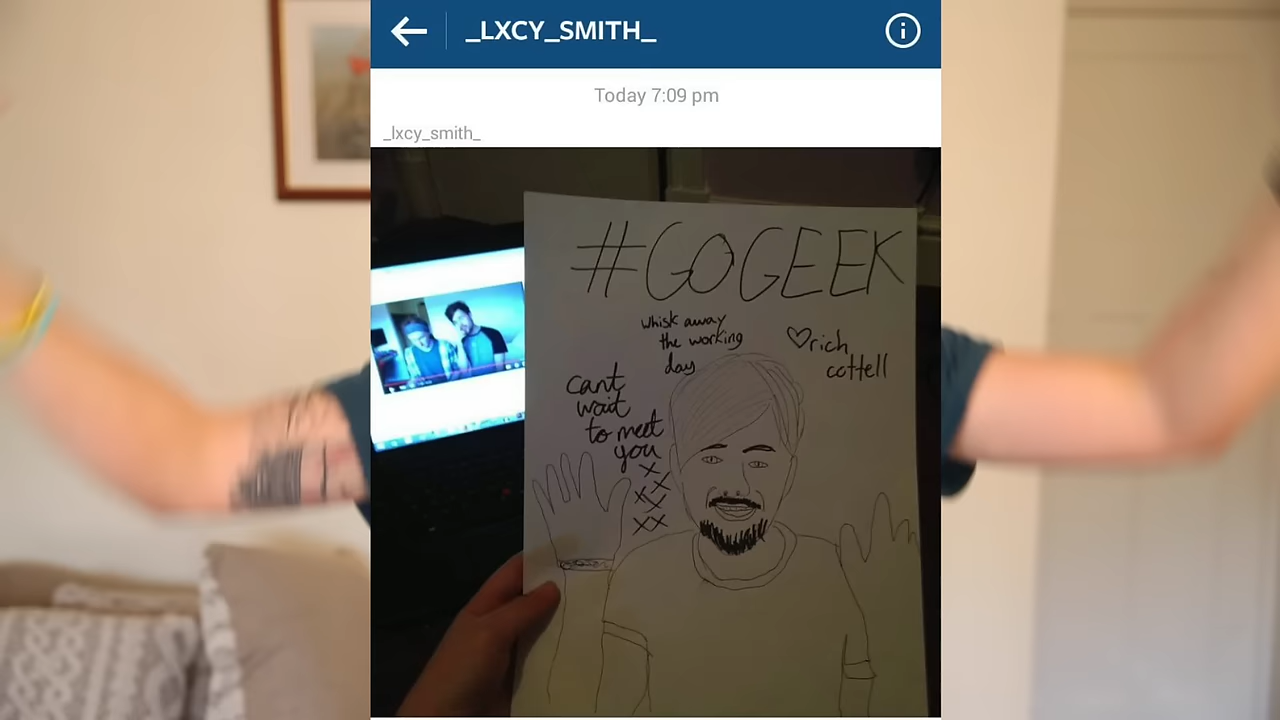 _LXCY_SMITH_
Today 7:09 pm
_lxcy_smith_
#GOGEEK
whisk away
the working
day
♡rich
cottell
cant
wait
to meet
you
x
xx
xx
x
xx